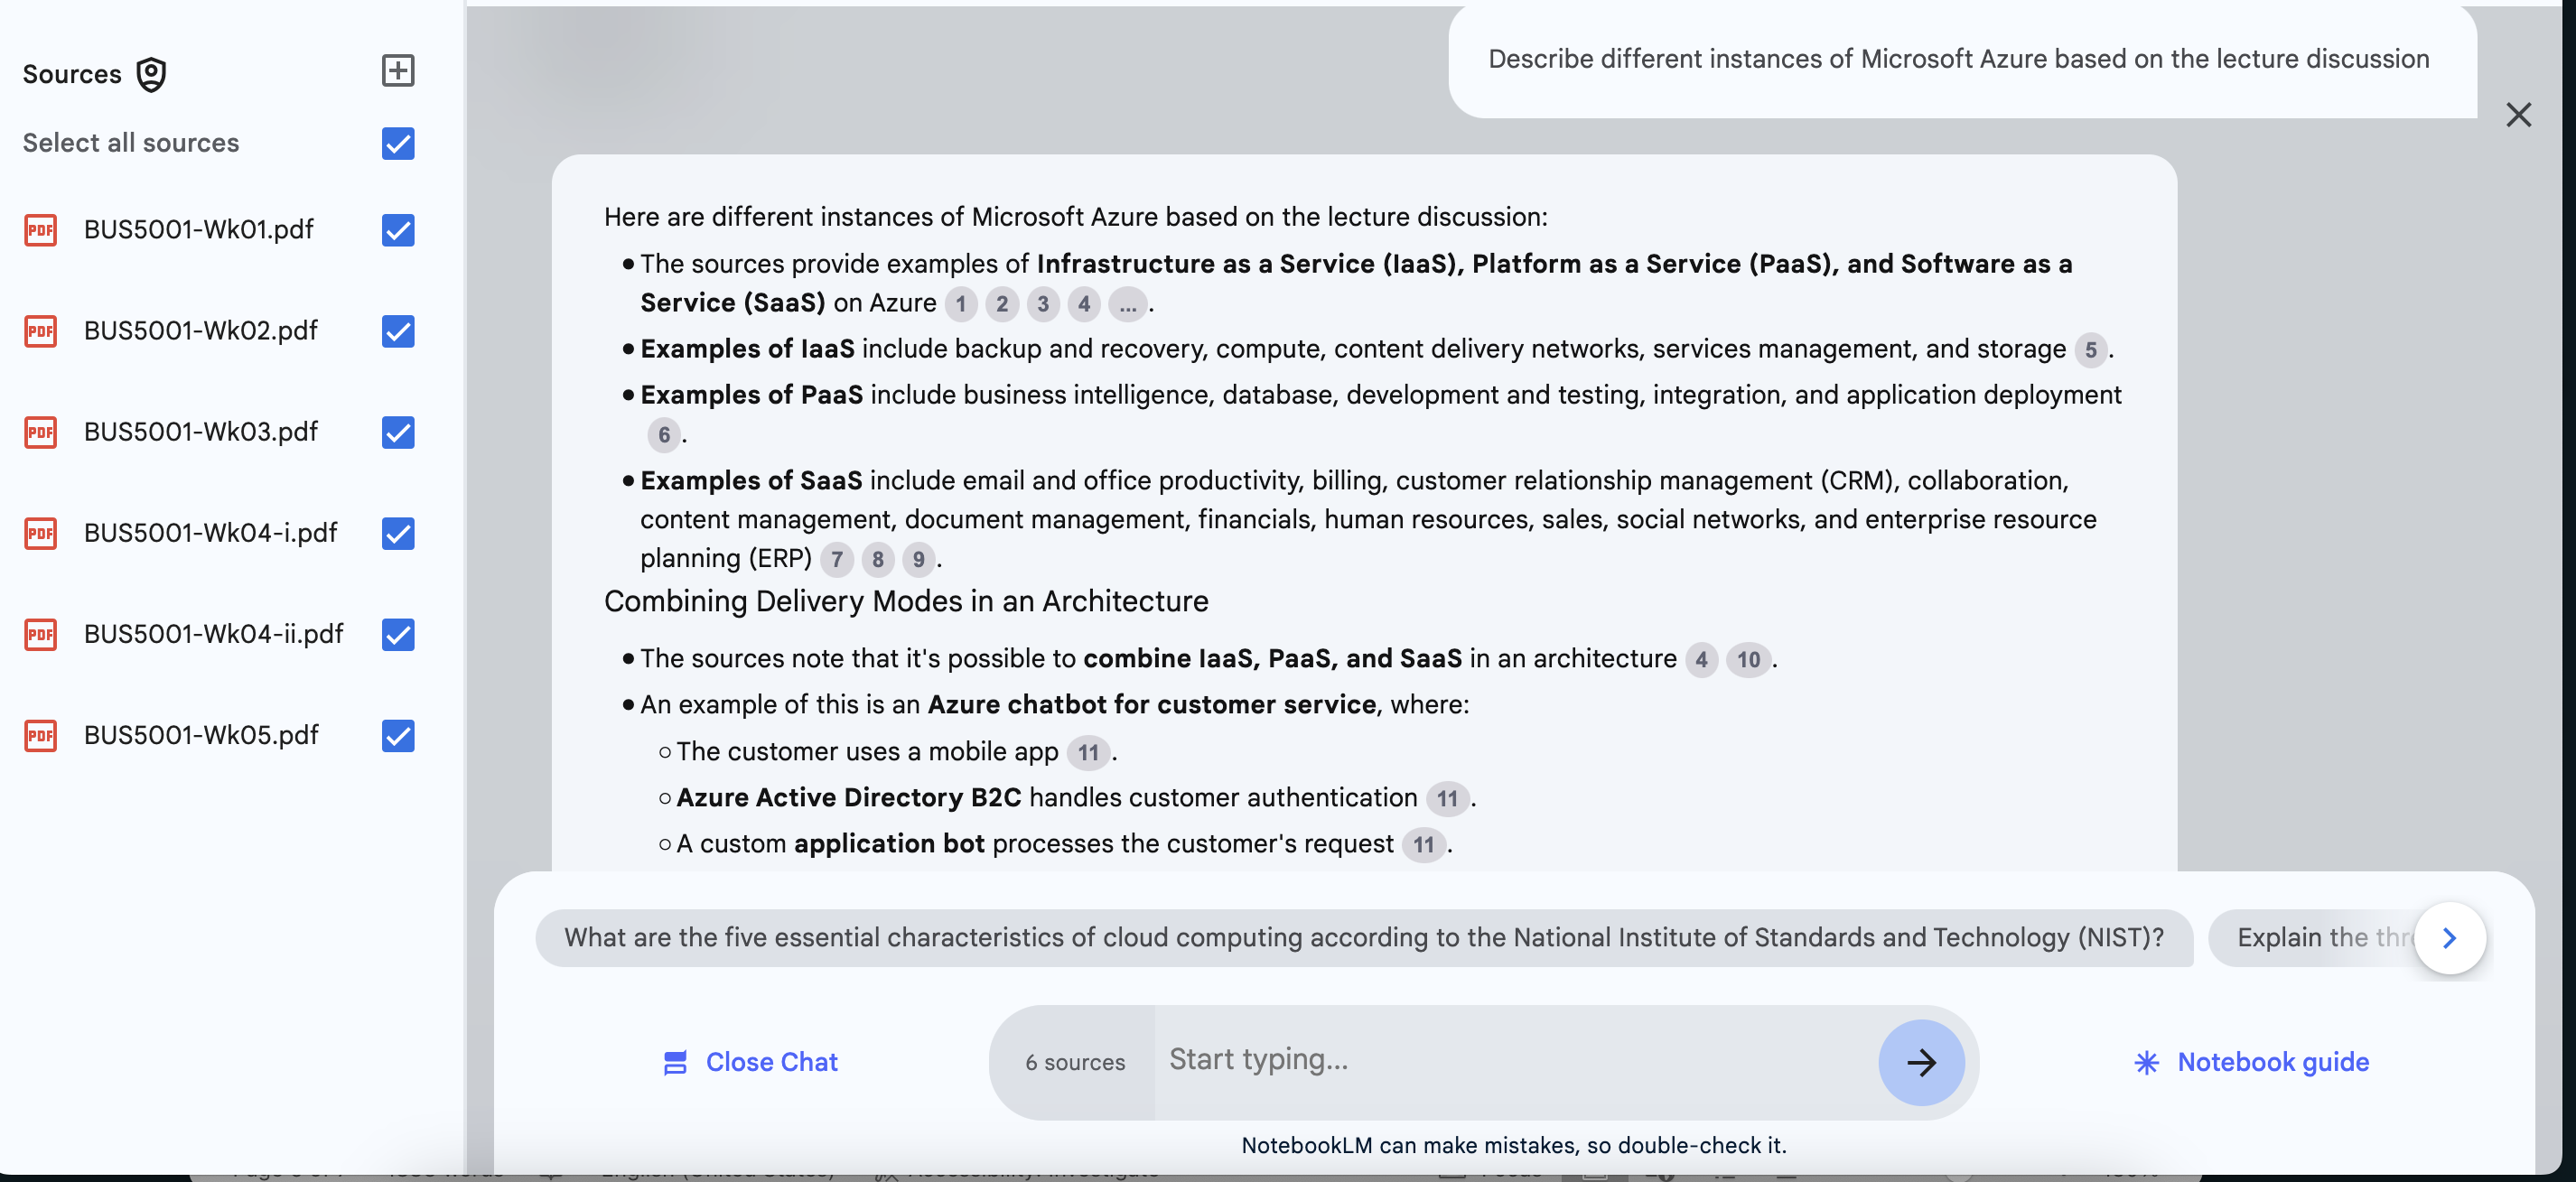 Sources
Select all sources
PDF BUS5001-Wk01.pdf
PDF BUS5001-Wk02.pdf
PDF BUS5001-Wk03.pdf
PDF BUS5001-Wk04-i.pdf
PDF BUS5001-Wk04-ii.pdf
PDF BUS5001-Wk05.pdf
Describe different instances of Microsoft Azure based on the lecture discussion
Here are different instances of Microsoft Azure based on the lecture discussion:
● The sources provide examples of Infrastructure as a Service (IaaS), Platform as a Service (PaaS), and Software as a
Service (SaaS) on Azure 1 2 3 4 ... .
● Examples of IaaS include backup and recovery, compute, content delivery networks, services management, and storage 5 .
● Examples of PaaS include business intelligence, database, development and testing, integration, and application deployment
6 .
● Examples of SaaS include email and office productivity, billing, customer relationship management (CRM), collaboration,
content management, document management, financials, human resources, sales, social networks, and enterprise resource
planning (ERP) 7 8 9 .
Combining Delivery Modes in an Architecture
● The sources note that it's possible to combine IaaS, PaaS, and SaaS in an architecture 4 10 .
● An example of this is an Azure chatbot for customer service, where:
○ The customer uses a mobile app 11 .
○ Azure Active Directory B2C handles customer authentication 11 .
○ A custom application bot processes the customer's request 11 .
What are the five essential characteristics of cloud computing according to the National Institute of Standards and Technology (NIST)?
Explain the
Close Chat
6 sources
Start typing...
Notebook guide
NotebookLM can make mistakes, so double-check it.